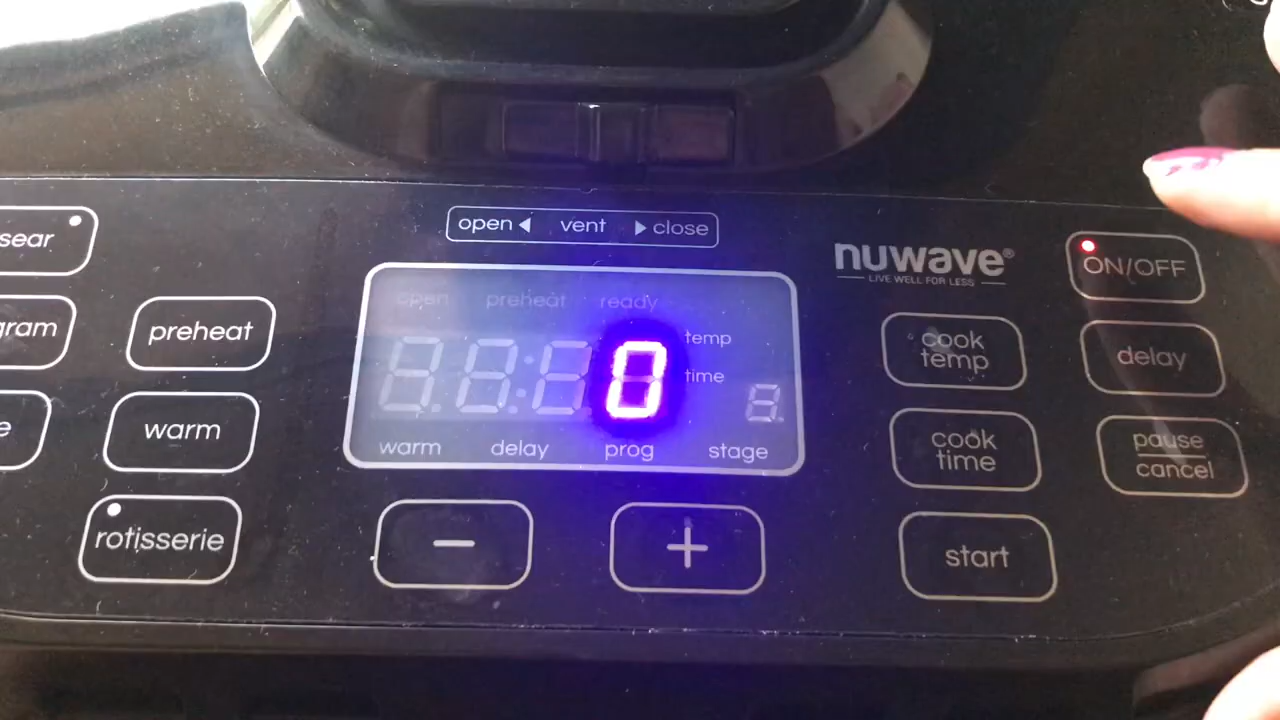 sear
open ◀ vent ▶ close
nuwave®
LIVE WELL FOR LESS
ON/OFF
open preheat ready
gram
preheat
0
temp
time
cook
temp
delay
e
warm
warm delay prog stage
cook
time
pause
cancel
rotisserie
−
+
start